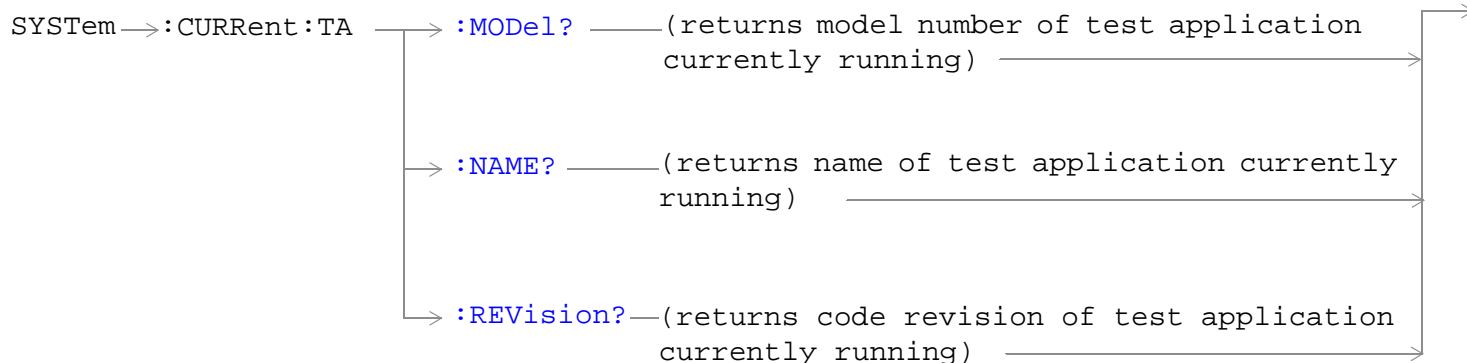 SYSTem :CURRent:TA :MODel? (returns model number of test application
currently running)
:NAME? (returns name of test application currently
running)
:REVision? (returns code revision of test application
currently running)